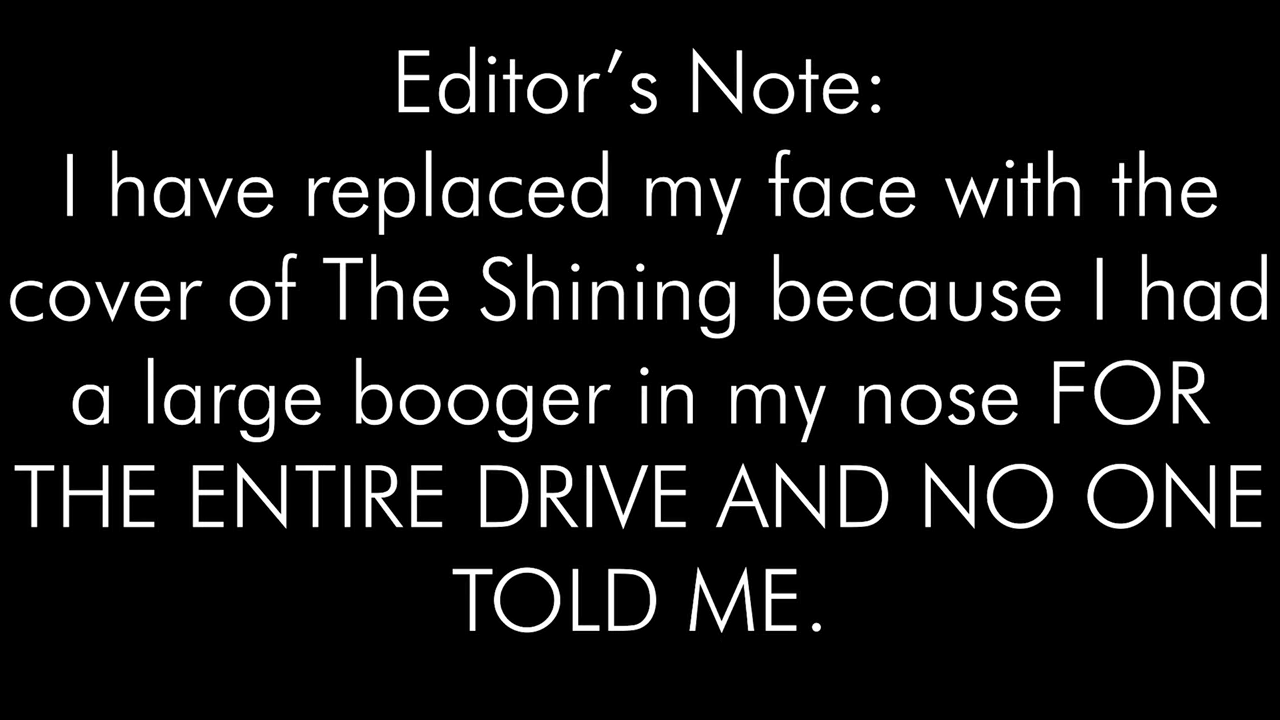 Editor’s Note:
I have replaced my face with the
cover of The Shining because I had
a large booger in my nose FOR
THE ENTIRE DRIVE AND NO ONE
TOLD ME.